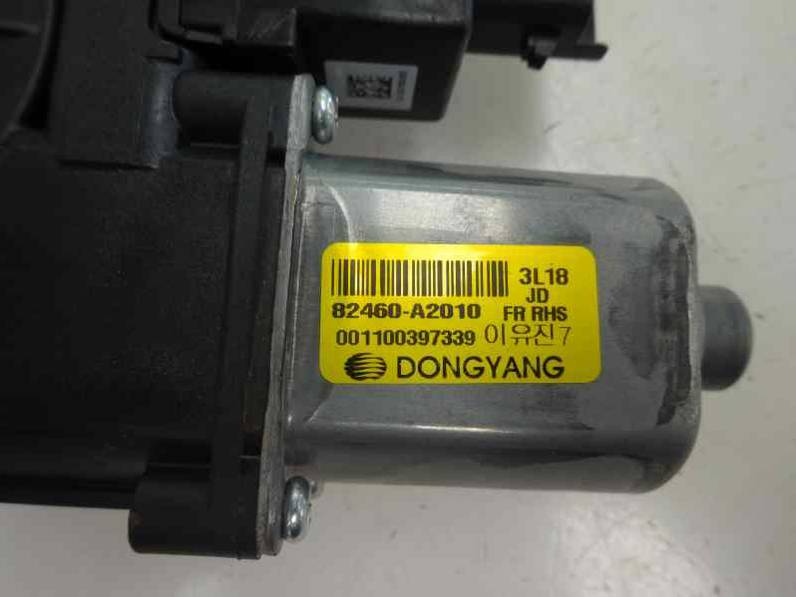 3L18
JD
82460-A2010 FR RHS
001100397339 이유진7
DONGYANG